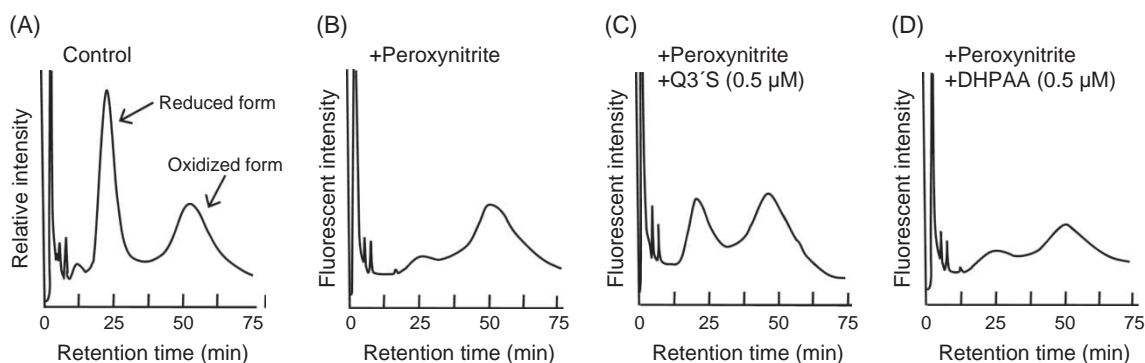 (A)
Control
Reduced form
Oxidized form
Relative intensity
0 25 50 75
Retention time (min)
(B)
+Peroxynitrite
Fluorescent intensity
0 25 50 75
Retention time (min)
(C)
+Peroxynitrite
+Q3´S (0.5 µM)
Fluorescent intensity
0 25 50 75
Retention time (min)
(D)
+Peroxynitrite
+DHPAA (0.5 µM)
Fluorescent intensity
0 25 50 75
Retention time (min)